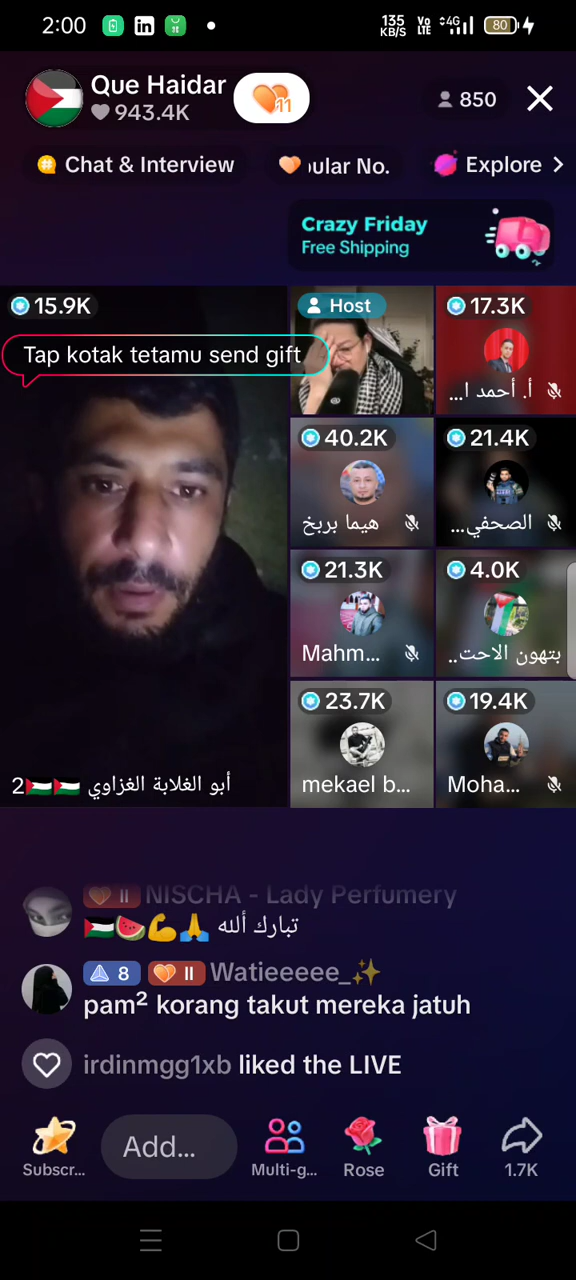 2:00
135 KB/S
Vo LTE
4G
80
Que Haidar
943.4K
11
850
Chat & Interview
ular No.
Explore
Crazy Friday
Free Shipping
15.9K
Host
17.3K
Tap kotak tetamu send gift
أ. أحمد ا...
40.2K
21.4K
هيما بربخ
الصحفي...
21.3K
4.0K
Mahm...
بتهون الاحت..
23.7K
19.4K
أبو الغلابة الغزاوي 🇵🇸🇵🇸2
mekael b...
Moha...
II NISCHA - Lady Perfumery
تبارك ألله 🙏💪🍉🇵🇸
8 II Watieeeee_✨
pam² korang takut mereka jatuh
irdinmgg1xb liked the LIVE
Add...
Subscr...
Multi-g...
Rose
Gift
1.7K